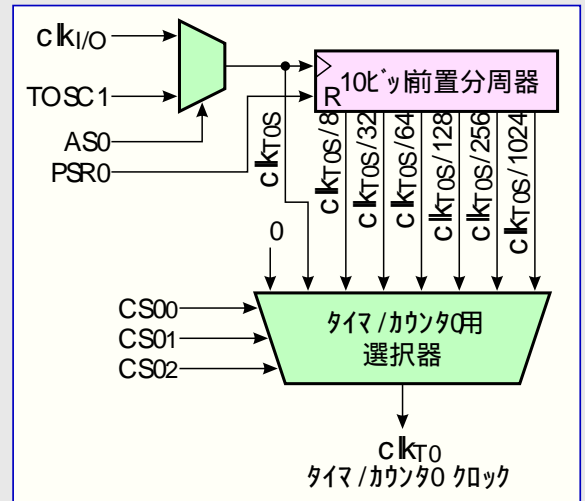 clkI/O
TOSC1
AS0
PSR0
10ビット前置分周器
R
clkT0S
clkT0S/8
clkT0S/32
clkT0S/64
clkT0S/128
clkT0S/256
clkT0S/1024
0
CS00
CS01
CS02
タイマ/カウンタ0用
選択器
clkT0
タイマ/カウンタ0 クロック